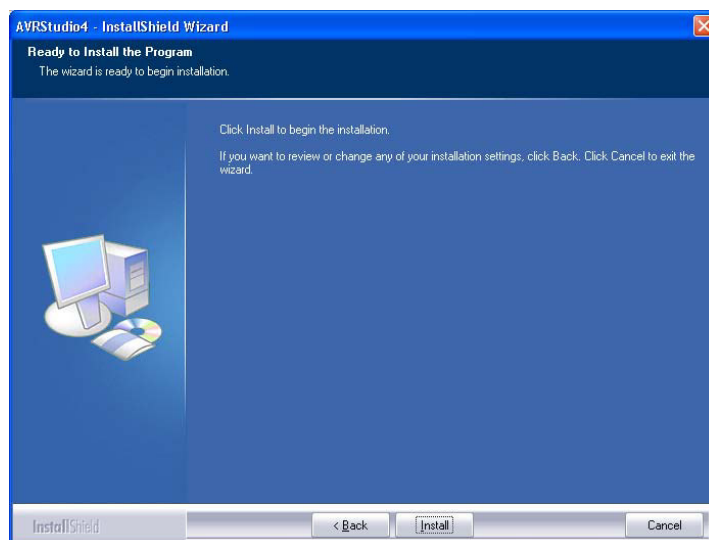 AVRStudio4 - InstallShield Wizard
Ready to Install the Program
The wizard is ready to begin installation.
Click Install to begin the installation.
If you want to review or change any of your installation settings, click Back. Click Cancel to exit the
wizard.
InstallShield
< Back
Install
Cancel